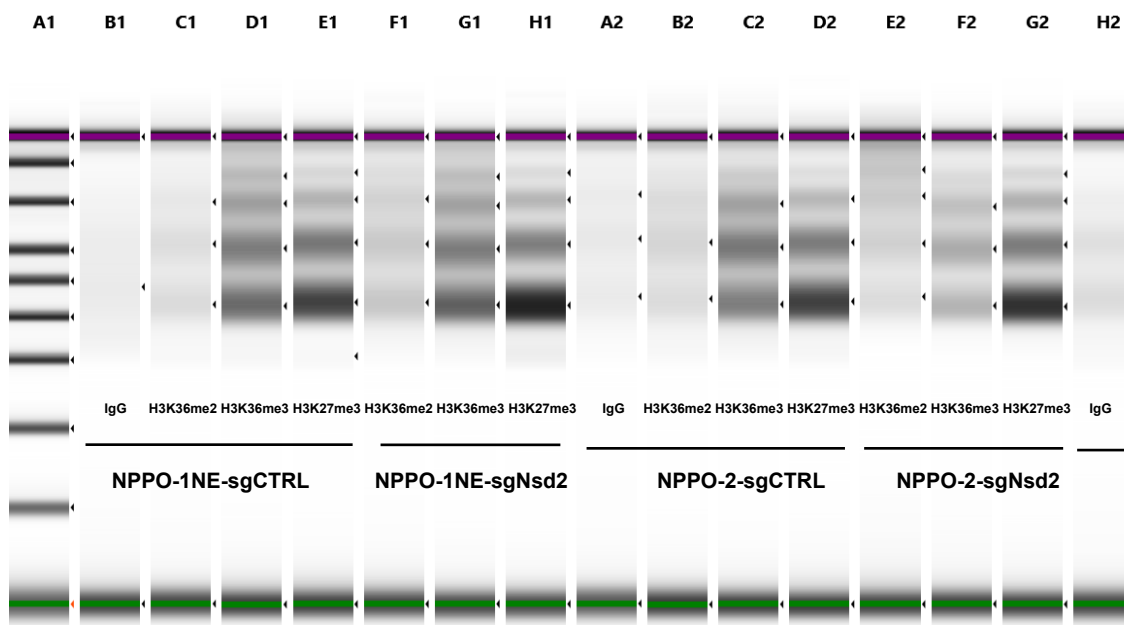 A1 B1 C1 D1 E1 F1 G1 H1 A2 B2 C2 D2 E2 F2 G2 H2
IgG H3K36me2 H3K36me3 H3K27me3 H3K36me2 H3K36me3 H3K27me3 IgG H3K36me2 H3K36me3 H3K27me3 H3K36me2 H3K36me3 H3K27me3 IgG
NPPO-1NE-sgCTRL NPPO-1NE-sgNsd2 NPPO-2-sgCTRL NPPO-2-sgNsd2